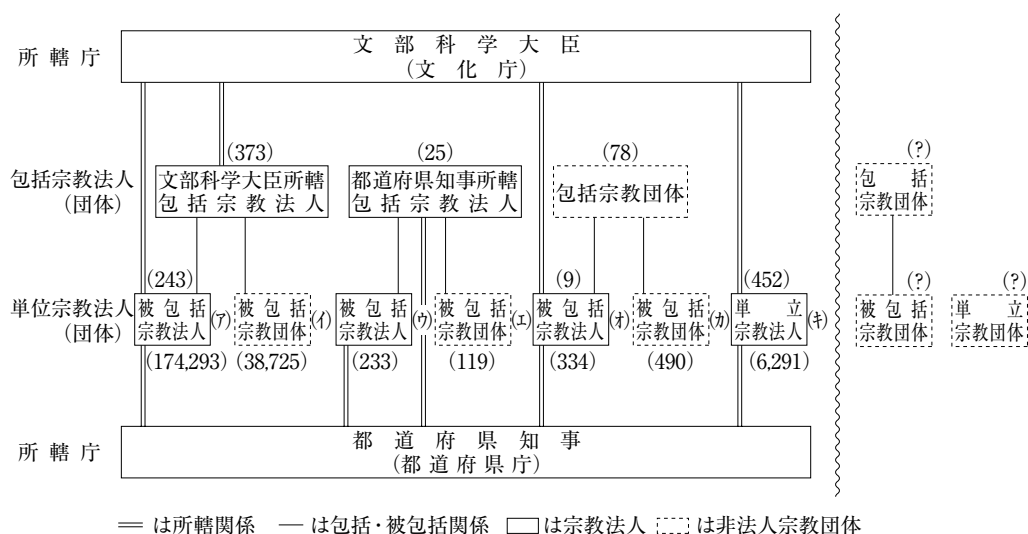 所轄庁
文部科学大臣
(文化庁)
(373)
(25)
(78)
(?)
包括宗教法人
(団体)
文部科学大臣所轄
包括宗教法人
都道府県知事所轄
包括宗教法人
包括宗教団体
包括
宗教団体
単位宗教法人
(団体)
(243)
被包括
宗教法人
(ア)
(174,293)
被包括
宗教団体
(イ)
(38,725)
被包括
宗教法人
(ウ)
(233)
被包括
宗教団体
(エ)
(119)
(9)
被包括
宗教法人
(オ)
(334)
被包括
宗教団体
(カ)
(490)
(452)
単立
宗教法人
(キ)
(6,291)
(?)
被包括
宗教団体
(?)
単立
宗教団体
所轄庁
都道府県知事
(都道府県庁)
═ は所轄関係 ─ は包括・被包括関係 は宗教法人 は非法人宗教団体